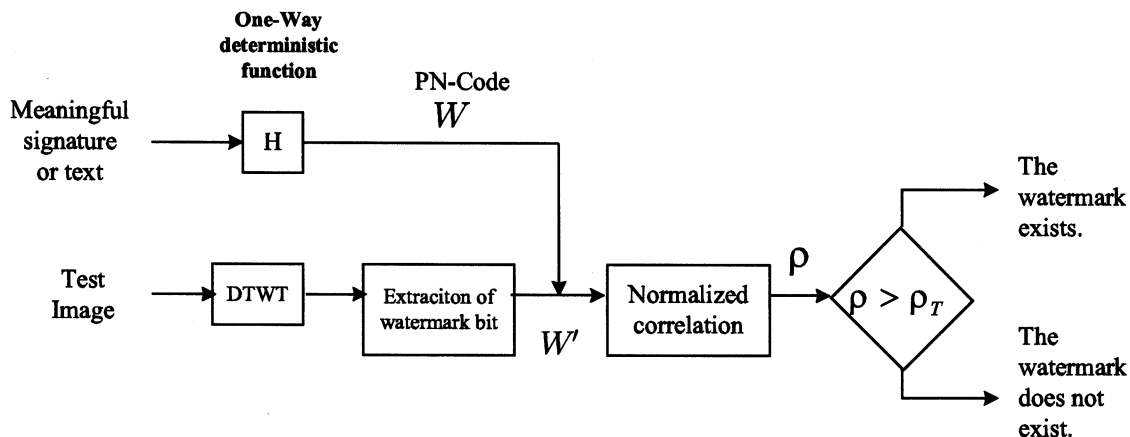 One-Way
deterministic
function
PN-Code
W
Meaningful
signature
or text
H
The
watermark
exists.
Test
Image
DTWT
Extraciton of
watermark bit
W'
Normalized
correlation
ρ
ρ > ρT
The
watermark
does not
exist.